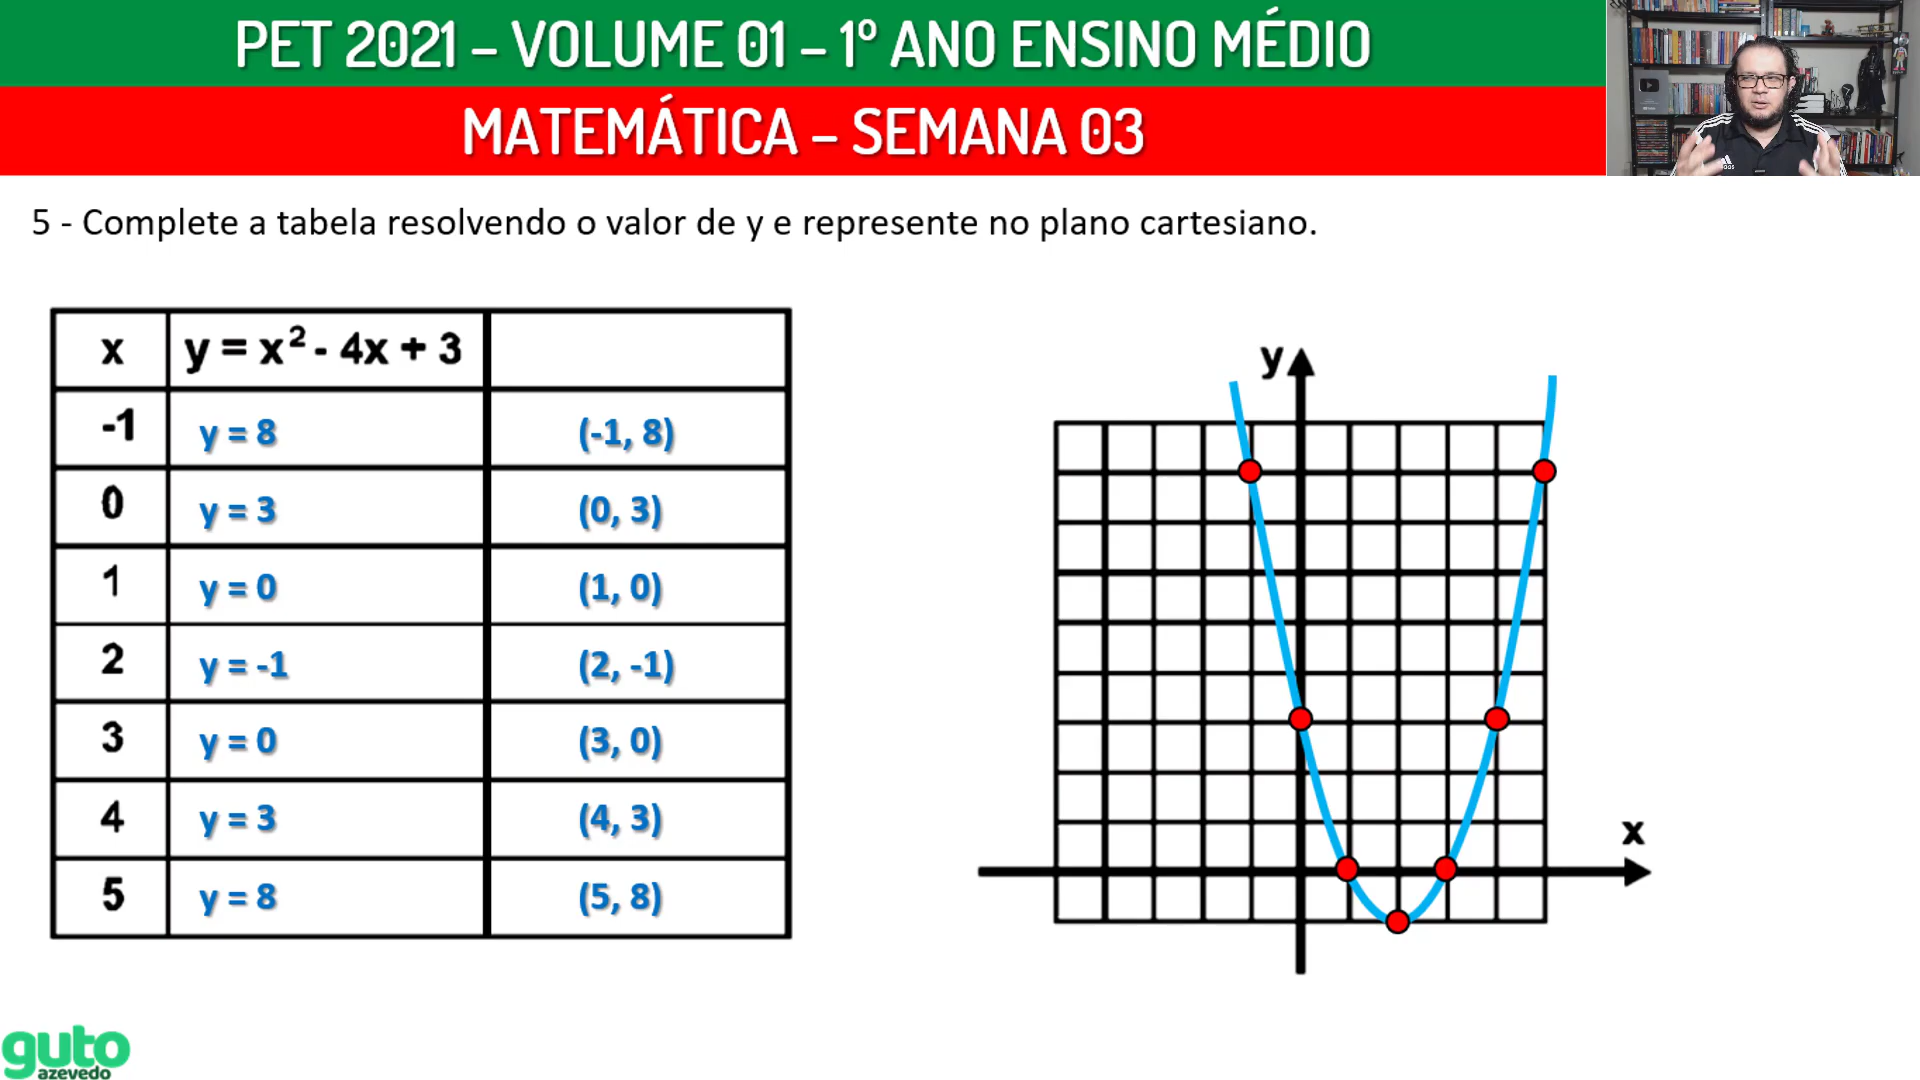 PET 2021 – VOLUME 01 – 1º ANO ENSINO MÉDIO
MATEMÁTICA – SEMANA 03
5 - Complete a tabela resolvendo o valor de y e represente no plano cartesiano.
x y = x² - 4x + 3
-1 y = 8 (-1, 8)
0 y = 3 (0, 3)
1 y = 0 (1, 0)
2 y = -1 (2, -1)
3 y = 0 (3, 0)
4 y = 3 (4, 3)
5 y = 8 (5, 8)
y
x
guto
azevedo